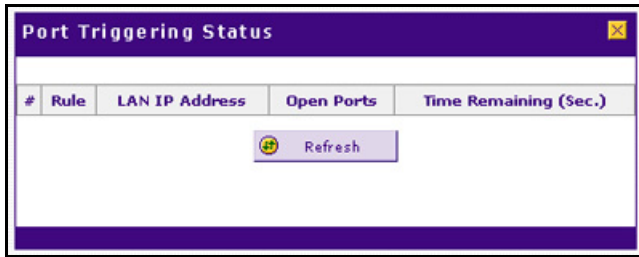 Port Triggering Status
# Rule LAN IP Address Open Ports Time Remaining (Sec.)
Refresh